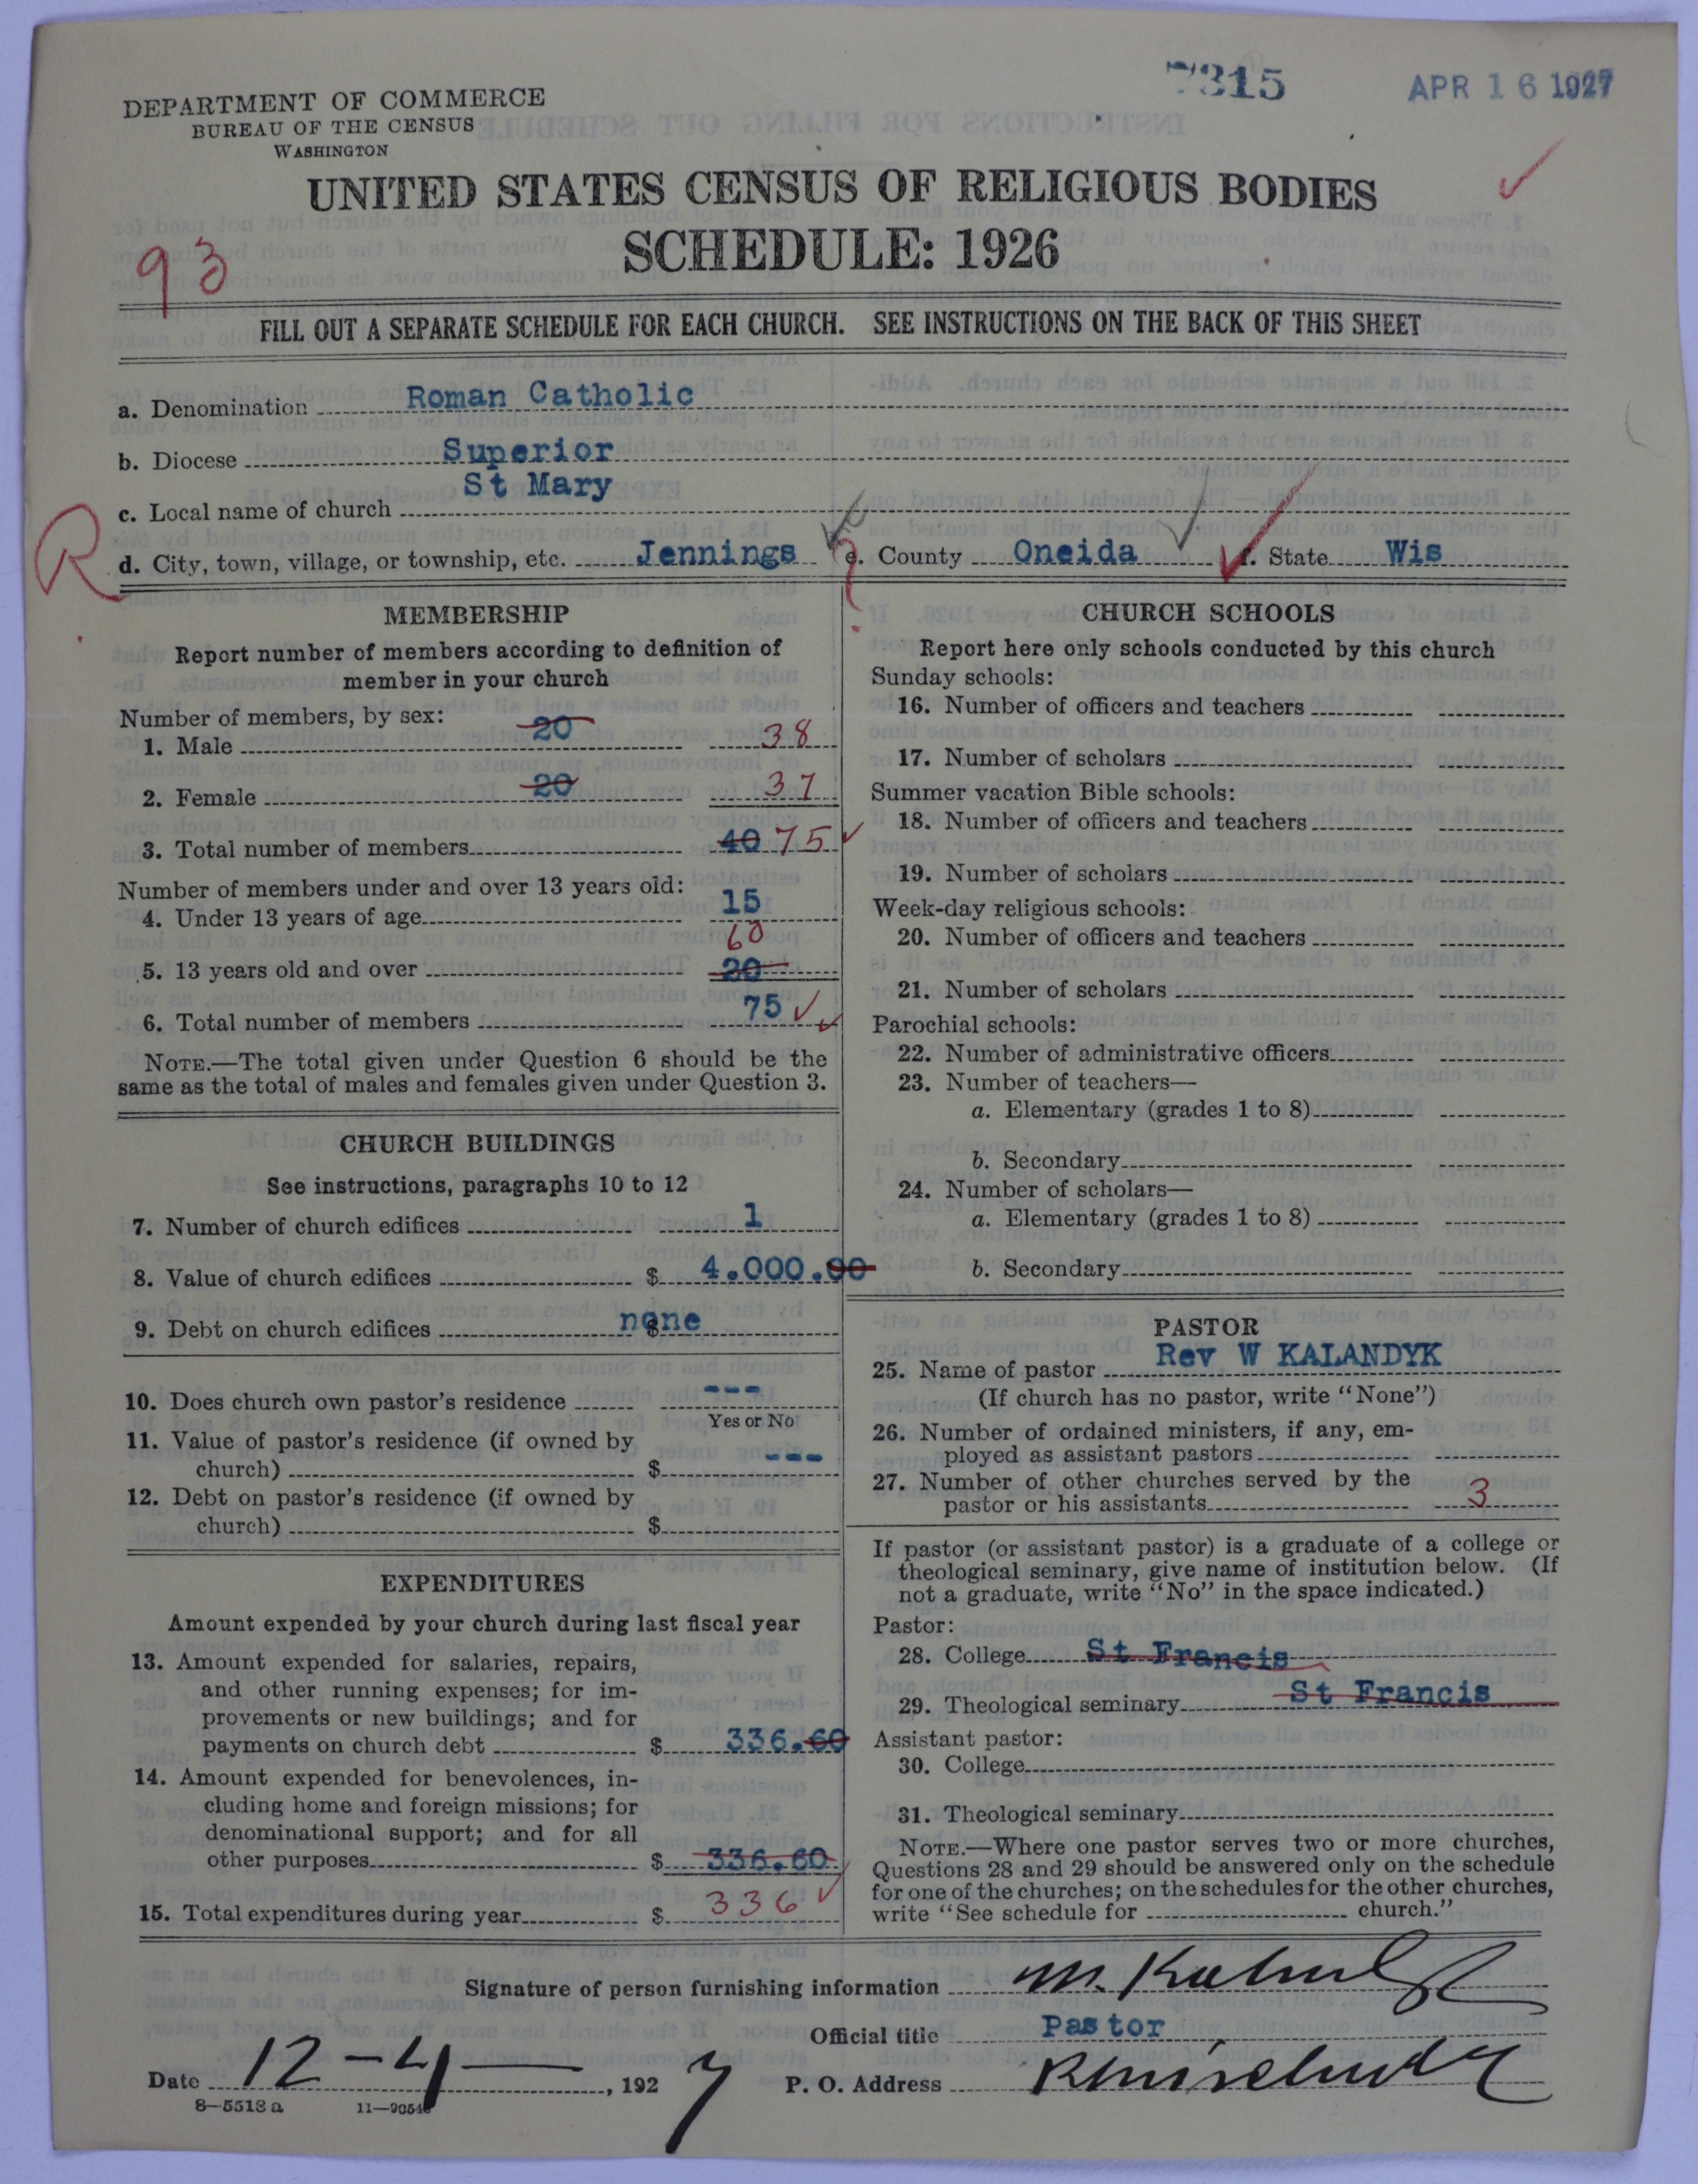 7315
APR 16 1927
DEPARTMENT OF COMMERCE
BUREAU OF THE CENSUS
WASHINGTON
UNITED STATES CENSUS OF RELIGIOUS BODIES
SCHEDULE: 1926
93
FILL OUT A SEPARATE SCHEDULE FOR EACH CHURCH. SEE INSTRUCTIONS ON THE BACK OF THIS SHEET
a. Denomination Roman Catholic
b. Diocese Superior
c. Local name of church St Mary
R
d. City, town, village, or township, etc. Jennings e. County Oneida f. State Wis
MEMBERSHIP
Report number of members according to definition of
member in your church
Number of members, by sex:
1. Male 20 38
2. Female 20 37
3. Total number of members 40 75
Number of members under and over 13 years old:
4. Under 13 years of age 15
60
5. 13 years old and over 20
6. Total number of members 75
NOTE.—The total given under Question 6 should be the
same as the total of males and females given under Question 3.
CHURCH BUILDINGS
See instructions, paragraphs 10 to 12
7. Number of church edifices 1
8. Value of church edifices $ 4.000.00
9. Debt on church edifices $ none
10. Does church own pastor's residence ---
Yes or No
11. Value of pastor's residence (if owned by
church) $ ---
12. Debt on pastor's residence (if owned by
church) $
EXPENDITURES
Amount expended by your church during last fiscal year
13. Amount expended for salaries, repairs,
and other running expenses; for im-
provements or new buildings; and for
payments on church debt $ 336.60
14. Amount expended for benevolences, in-
cluding home and foreign missions; for
denominational support; and for all
other purposes $ 336.60
15. Total expenditures during year $ 336
CHURCH SCHOOLS
Report here only schools conducted by this church
Sunday schools:
16. Number of officers and teachers
17. Number of scholars
Summer vacation Bible schools:
18. Number of officers and teachers
19. Number of scholars
Week-day religious schools:
20. Number of officers and teachers
21. Number of scholars
Parochial schools:
22. Number of administrative officers
23. Number of teachers—
a. Elementary (grades 1 to 8)
b. Secondary
24. Number of scholars—
a. Elementary (grades 1 to 8)
b. Secondary
PASTOR
25. Name of pastor Rev W KALANDYK
(If church has no pastor, write "None")
26. Number of ordained ministers, if any, em-
ployed as assistant pastors
27. Number of other churches served by the
pastor or his assistants 3
If pastor (or assistant pastor) is a graduate of a college or
theological seminary, give name of institution below. (If
not a graduate, write "No" in the space indicated.)
Pastor:
28. College St Francis
29. Theological seminary St Francis
Assistant pastor:
30. College
31. Theological seminary
NOTE.—Where one pastor serves two or more churches,
Questions 28 and 29 should be answered only on the schedule
for one of the churches; on the schedules for the other churches,
write "See schedule for church."
Signature of person furnishing information
Official title Pastor
Date 12-4, 1927 P. O. Address
8-5513 a 11-90546